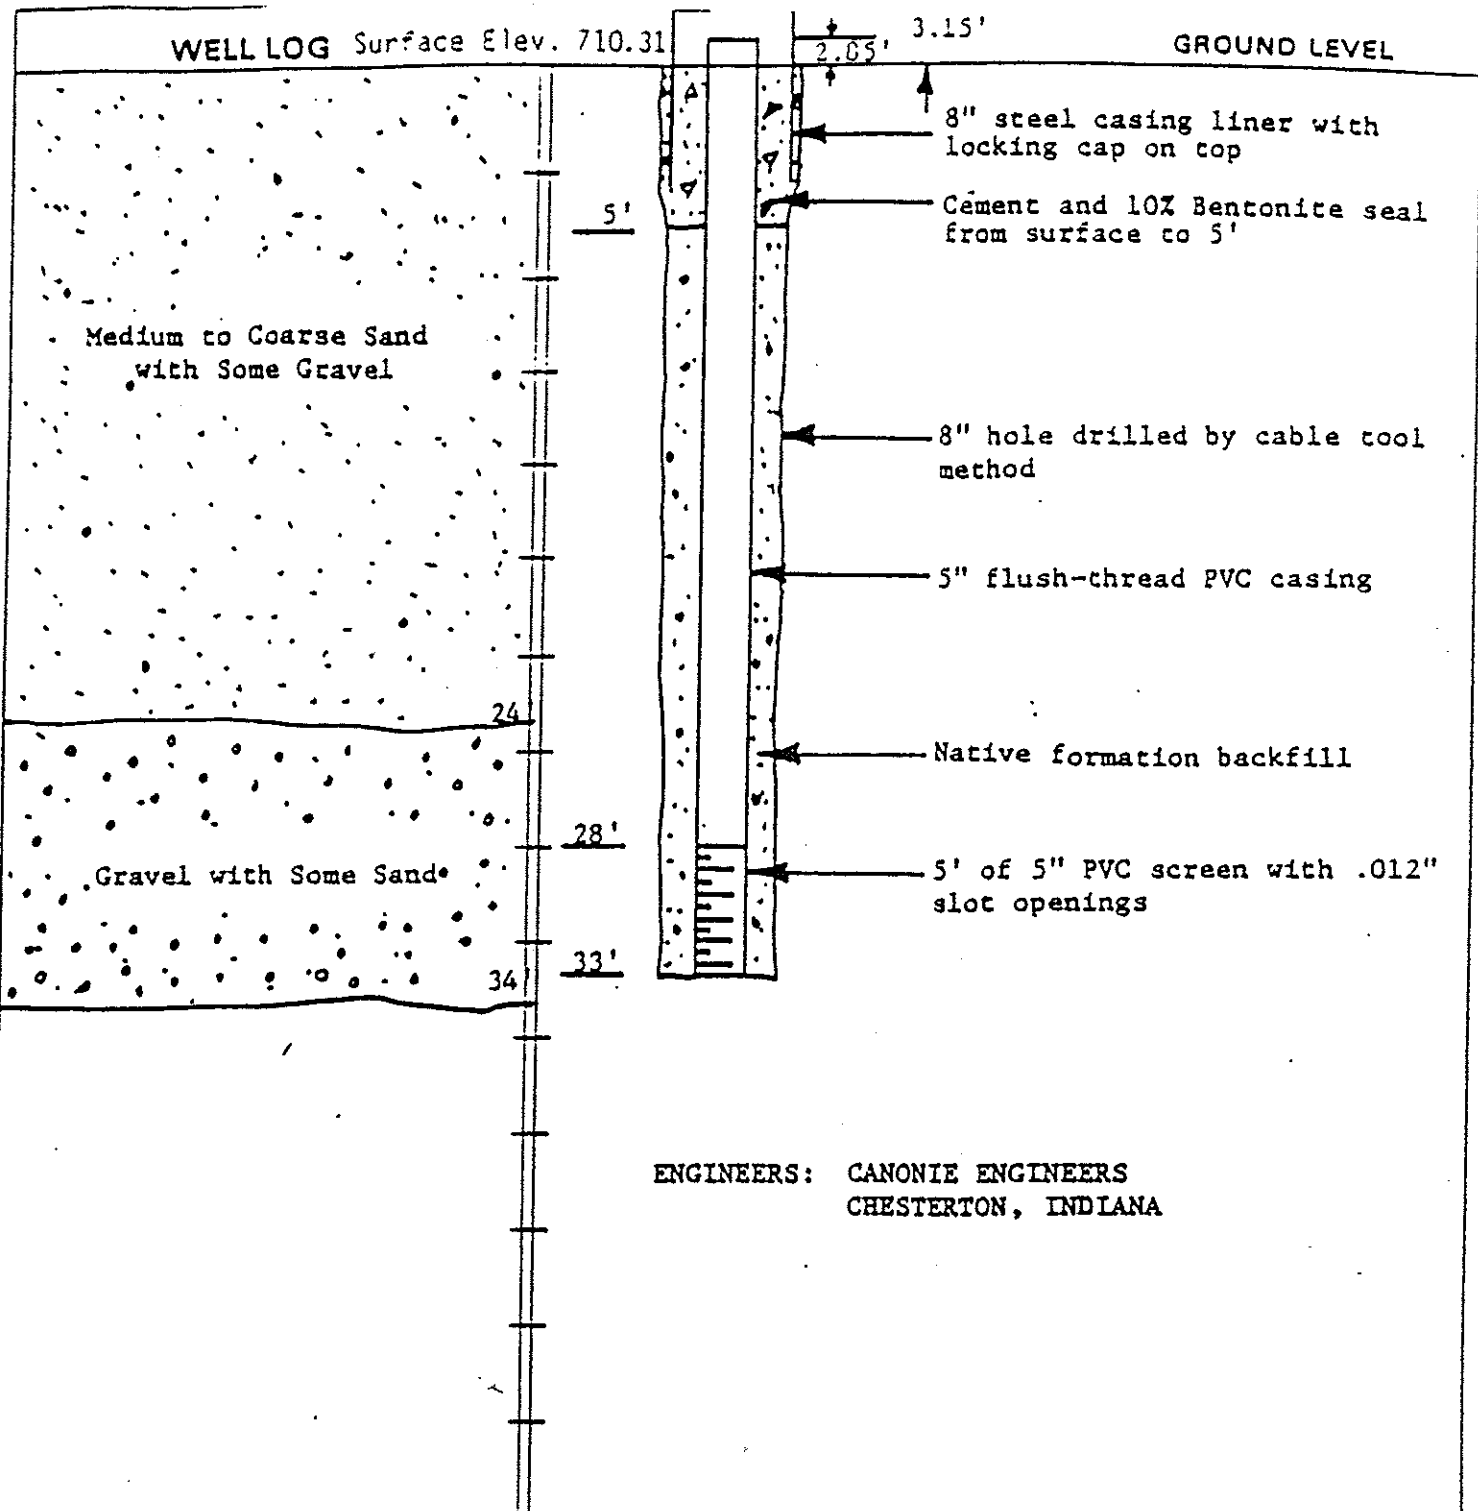 WELL LOG Surface Elev. 710.31
3.15'
2.05'
GROUND LEVEL
8" steel casing liner with
locking cap on top
5'
Cement and 10% Bentonite seal
from surface to 5'
Medium to Coarse Sand
with Some Gravel
8" hole drilled by cable tool
method
5" flush-thread PVC casing
24
Native formation backfill
28'
Gravel with Some Sand
5' of 5" PVC screen with .012"
slot openings
33'
34
ENGINEERS: CANONIE ENGINEERS
CHESTERTON, INDIANA